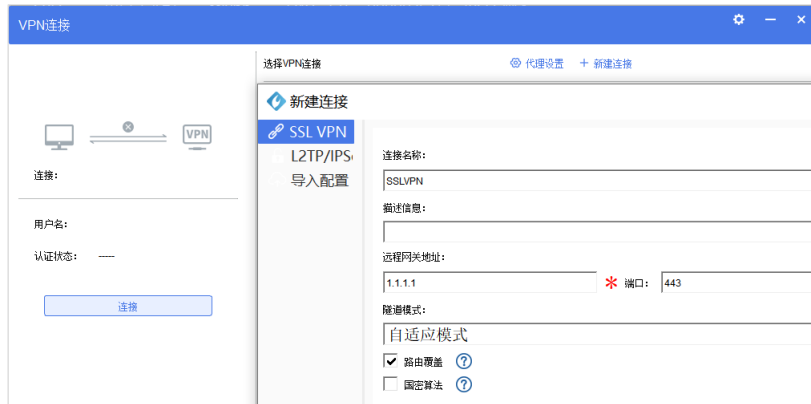 VPN连接
选择VPN连接
代理设置
新建连接
新建连接
SSL VPN
L2TP/IPS
导入配置
VPN
连接:
用户名:
认证状态: -----
连接
连接名称:
SSLVPN
描述信息:
远程网关地址:
1.1.1.1 * 端口: 443
隧道模式:
自适应模式
路由覆盖 ?
国密算法 ?